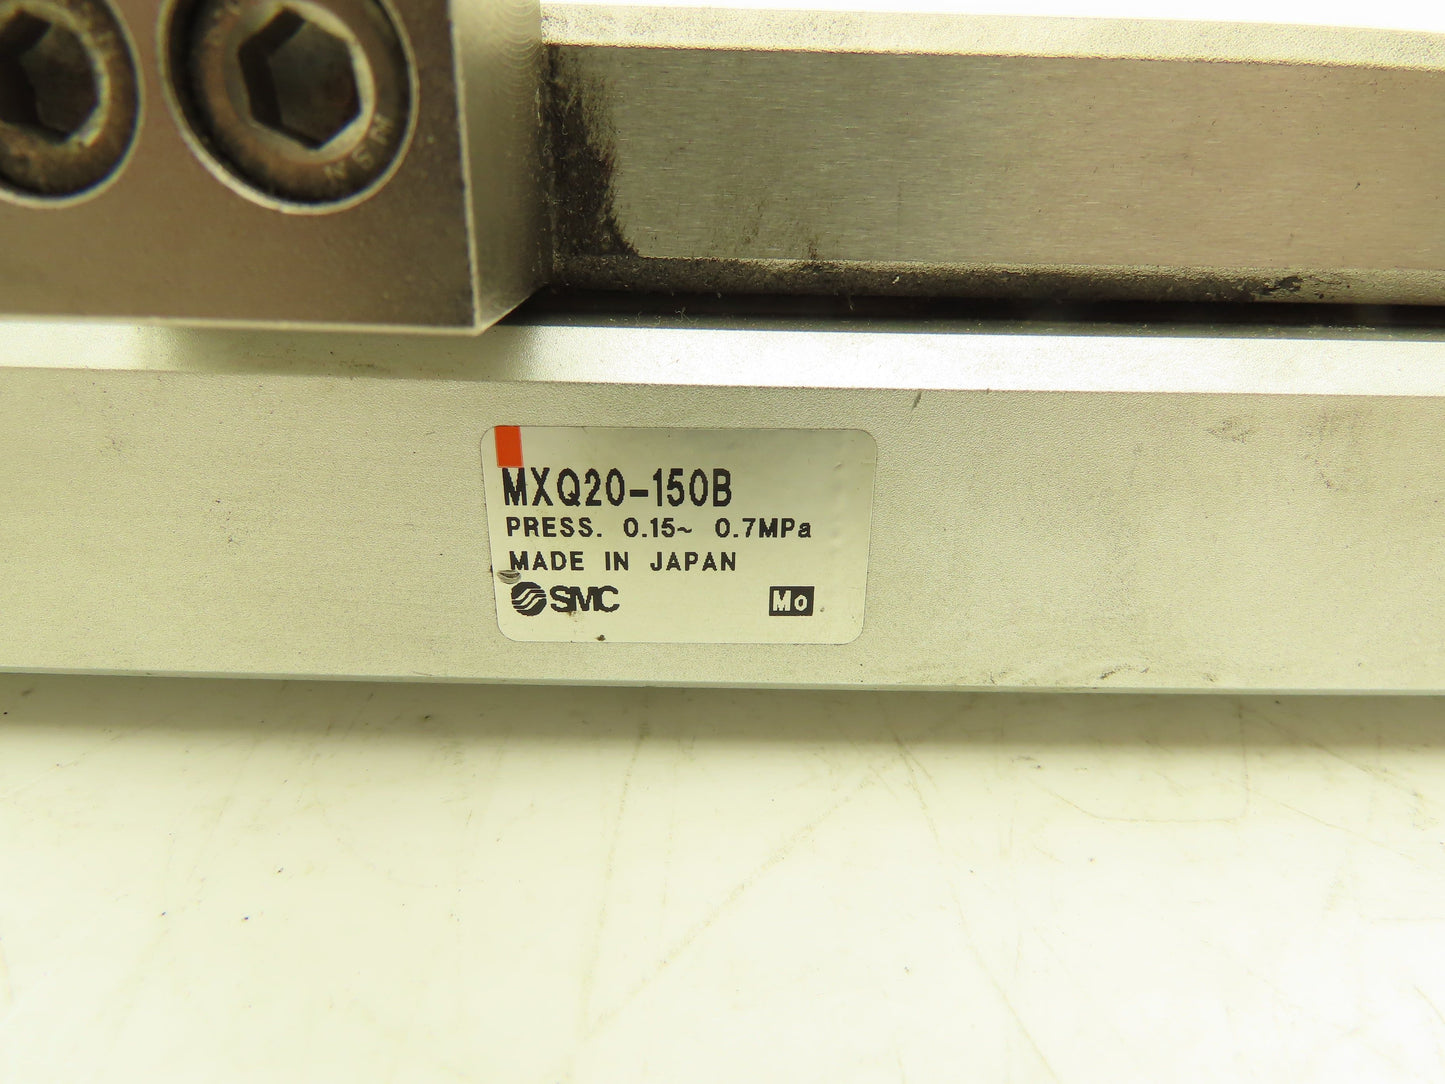 MXQ20-150B
PRESS. 0.15~ 0.7MPa
MADE IN JAPAN
SMC
Mo